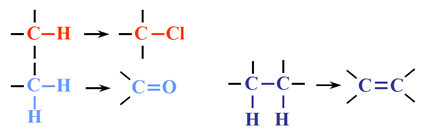 C–H → C–Cl
C–H → C=O
H
C–C → C=C
H H